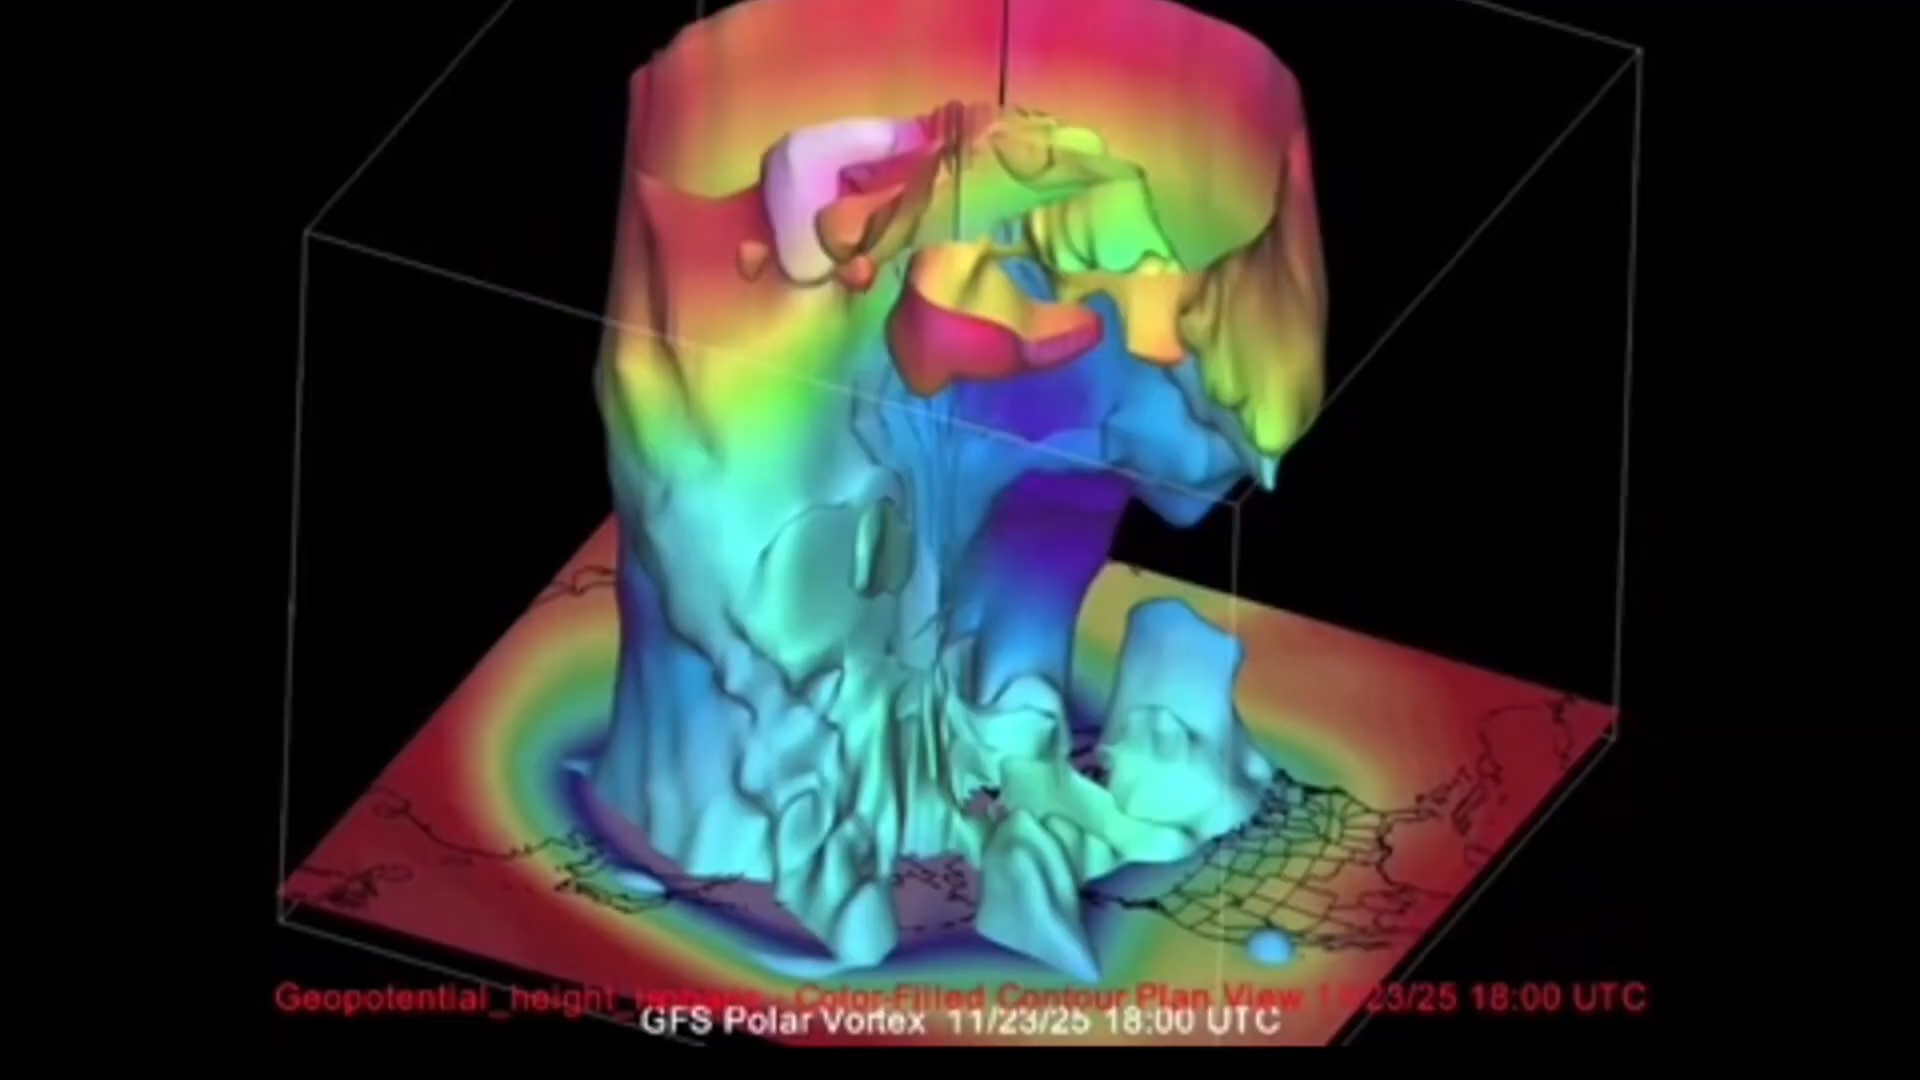 Geopotential_height_ Color-Filled Contour Plan View 23/25 18:00 UTC
GFS Polar Vortex 11/23/25 18:00 UTC